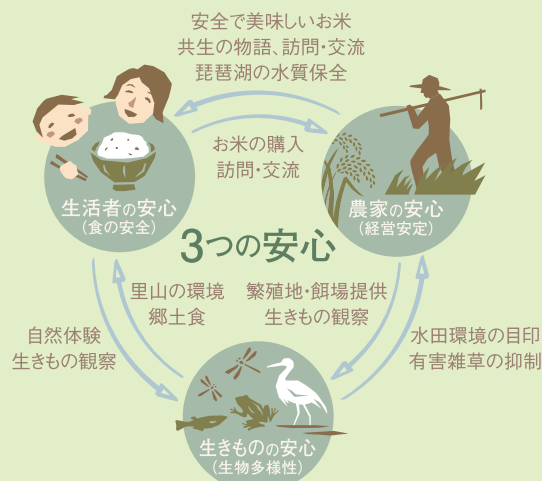 安全で美味しいお米
共生の物語、訪問・交流
琵琶湖の水質保全
お米の購入
訪問・交流
生活者の安心
(食の安全)
農家の安心
(経営安定)
3つの安心
里山の環境
郷土食
繁殖地・餌場提供
生きもの観察
自然体験
生きもの観察
水田環境の目印
有害雑草の抑制
生きものの安心
(生物多様性)